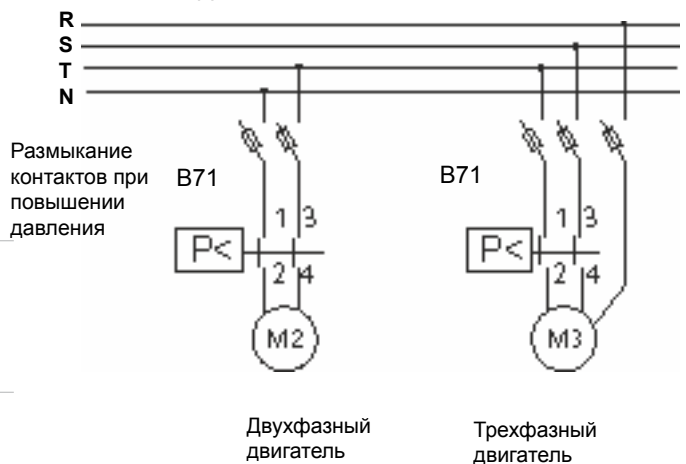 R
S
T
N
Размыкание
контактов при
повышении
давления
B71
B71
1 3
1 3
P<
P<
2 4
2 4
M2
M3
Двухфазный
двигатель
Трехфазный
двигатель